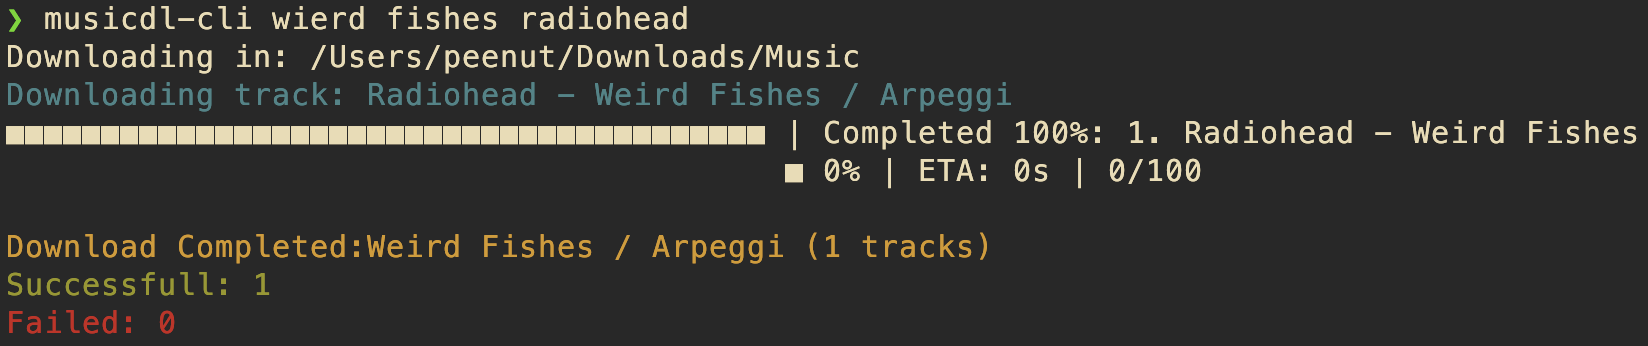 ❯ musicdl-cli wierd fishes radiohead
Downloading in: /Users/peenut/Downloads/Music
Downloading track: Radiohead - Weird Fishes / Arpeggi
| Completed 100%: 1. Radiohead - Weird Fishes
0% | ETA: 0s | 0/100
Download Completed:Weird Fishes / Arpeggi (1 tracks)
Successfull: 1
Failed: 0